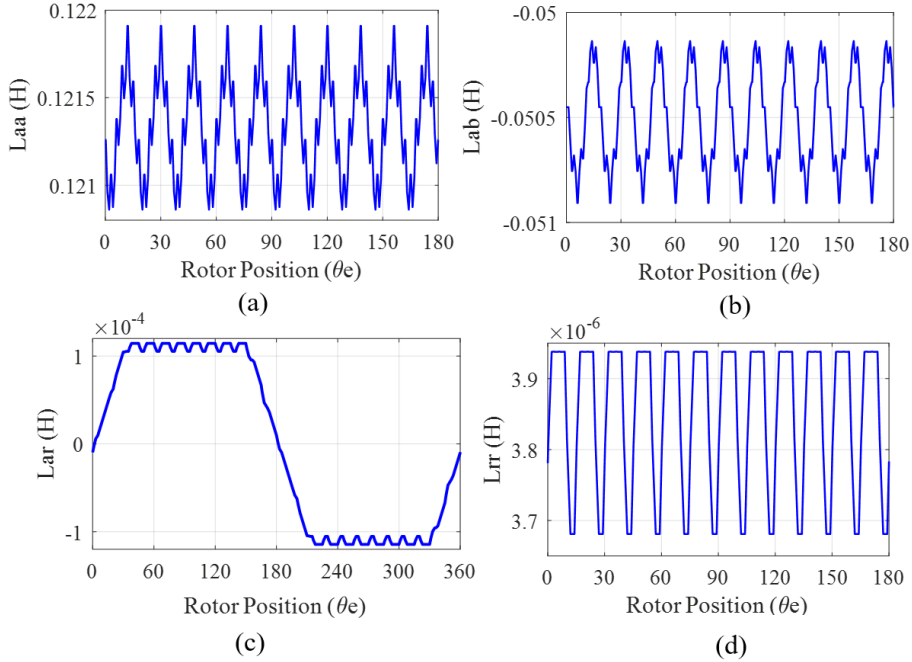 0.122
0.1215
0.121
Laa (H)
0 30 60 90 120 150 180
Rotor Position (θe)
(a)
-0.05
-0.0505
-0.051
Lab (H)
0 30 60 90 120 150 180
Rotor Position (θe)
(b)
×10-4
1
0
-1
Lar (H)
0 60 120 180 240 300 360
Rotor Position (θe)
(c)
×10-6
3.9
3.8
3.7
Lrr (H)
0 30 60 90 120 150 180
Rotor Position (θe)
(d)